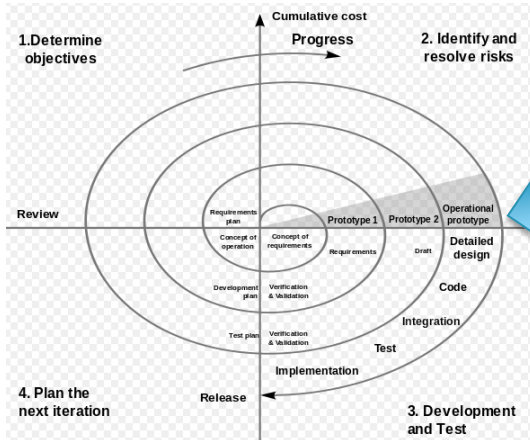 Cumulative cost
1.Determine
objectives
Progress
2. Identify and
resolve risks
Review
Requirements
plan
Prototype 1
Prototype 2
Operational
prototype
Concept of
operation
Concept of
requirements
Requirements
Draft
Detailed
design
Development
plan
Verification
& Validation
Code
Integration
Test plan
Verification
& Validation
Test
Implementation
Release
4. Plan the
next iteration
3. Development
and Test